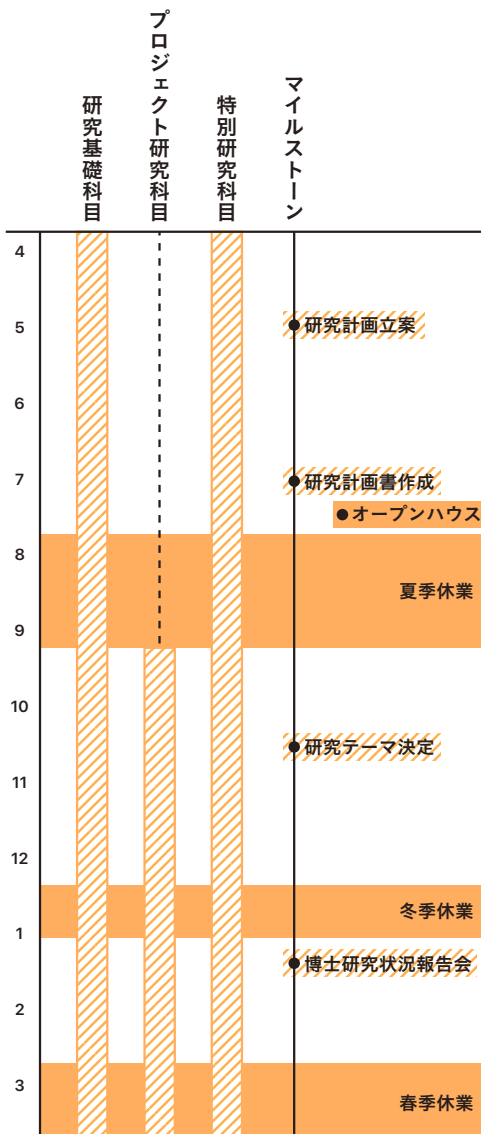 研究基礎科目
プロジェクト研究科目
特別研究科目
マイルストーン
4
5
研究計画立案
6
7
研究計画書作成
オープンハウス
8
夏季休業
9
10
研究テーマ決定
11
12
冬季休業
1
博士研究状況報告会
2
3
春季休業